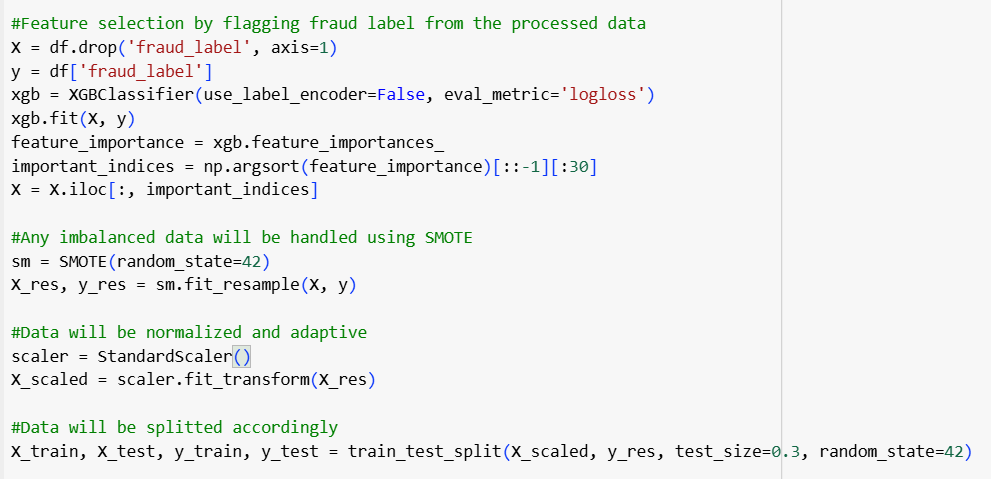 #Feature selection by flagging fraud label from the processed data
X = df.drop('fraud_label', axis=1)
y = df['fraud_label']
xgb = XGBClassifier(use_label_encoder=False, eval_metric='logloss')
xgb.fit(X, y)
feature_importance = xgb.feature_importances_
important_indices = np.argsort(feature_importance)[::-1][:30]
X = X.iloc[:, important_indices]
#Any imbalanced data will be handled using SMOTE
sm = SMOTE(random_state=42)
X_res, y_res = sm.fit_resample(X, y)
#Data will be normalized and adaptive
scaler = StandardScaler()
X_scaled = scaler.fit_transform(X_res)
#Data will be splitted accordingly
X_train, X_test, y_train, y_test = train_test_split(X_scaled, y_res, test_size=0.3, random_state=42)